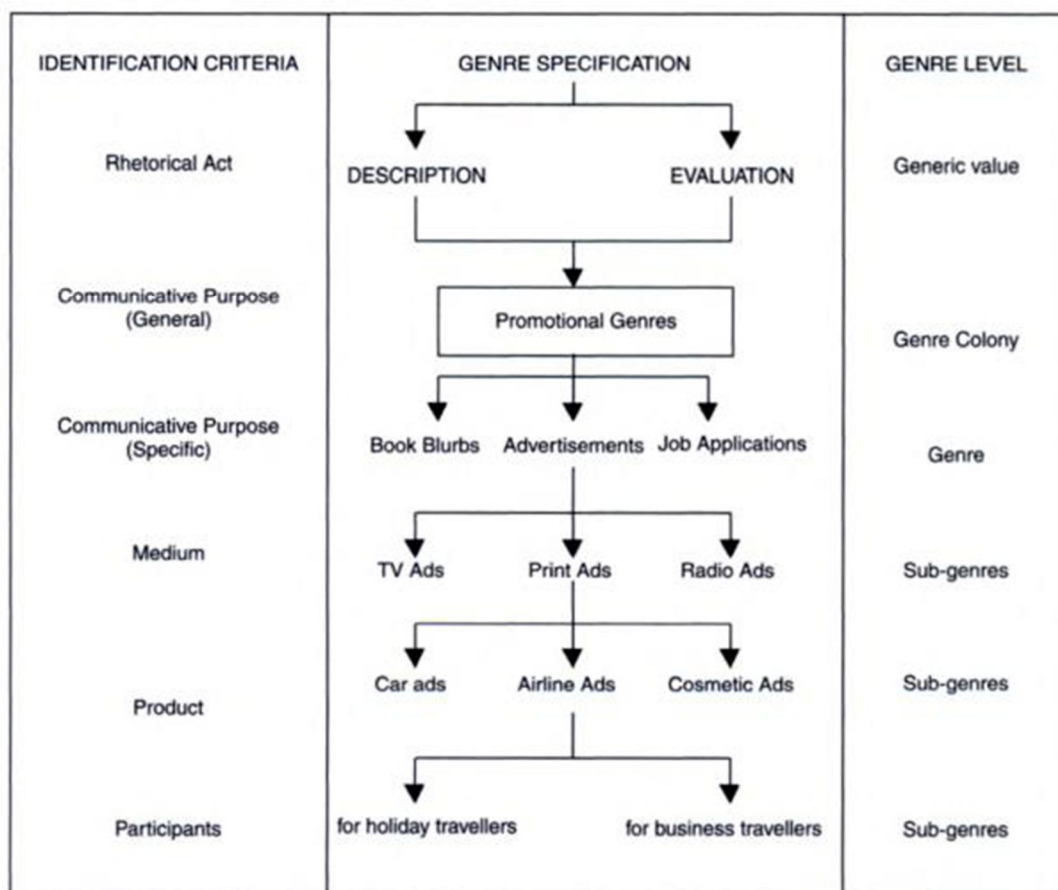 IDENTIFICATION CRITERIA
GENRE SPECIFICATION
GENRE LEVEL
Rhetorical Act
DESCRIPTION
EVALUATION
Generic value
Communicative Purpose
(General)
Promotional Genres
Genre Colony
Communicative Purpose
(Specific)
Book Blurbs
Advertisements
Job Applications
Genre
Medium
TV Ads
Print Ads
Radio Ads
Sub-genres
Product
Car ads
Airline Ads
Cosmetic Ads
Sub-genres
Participants
for holiday travellers
for business travellers
Sub-genres